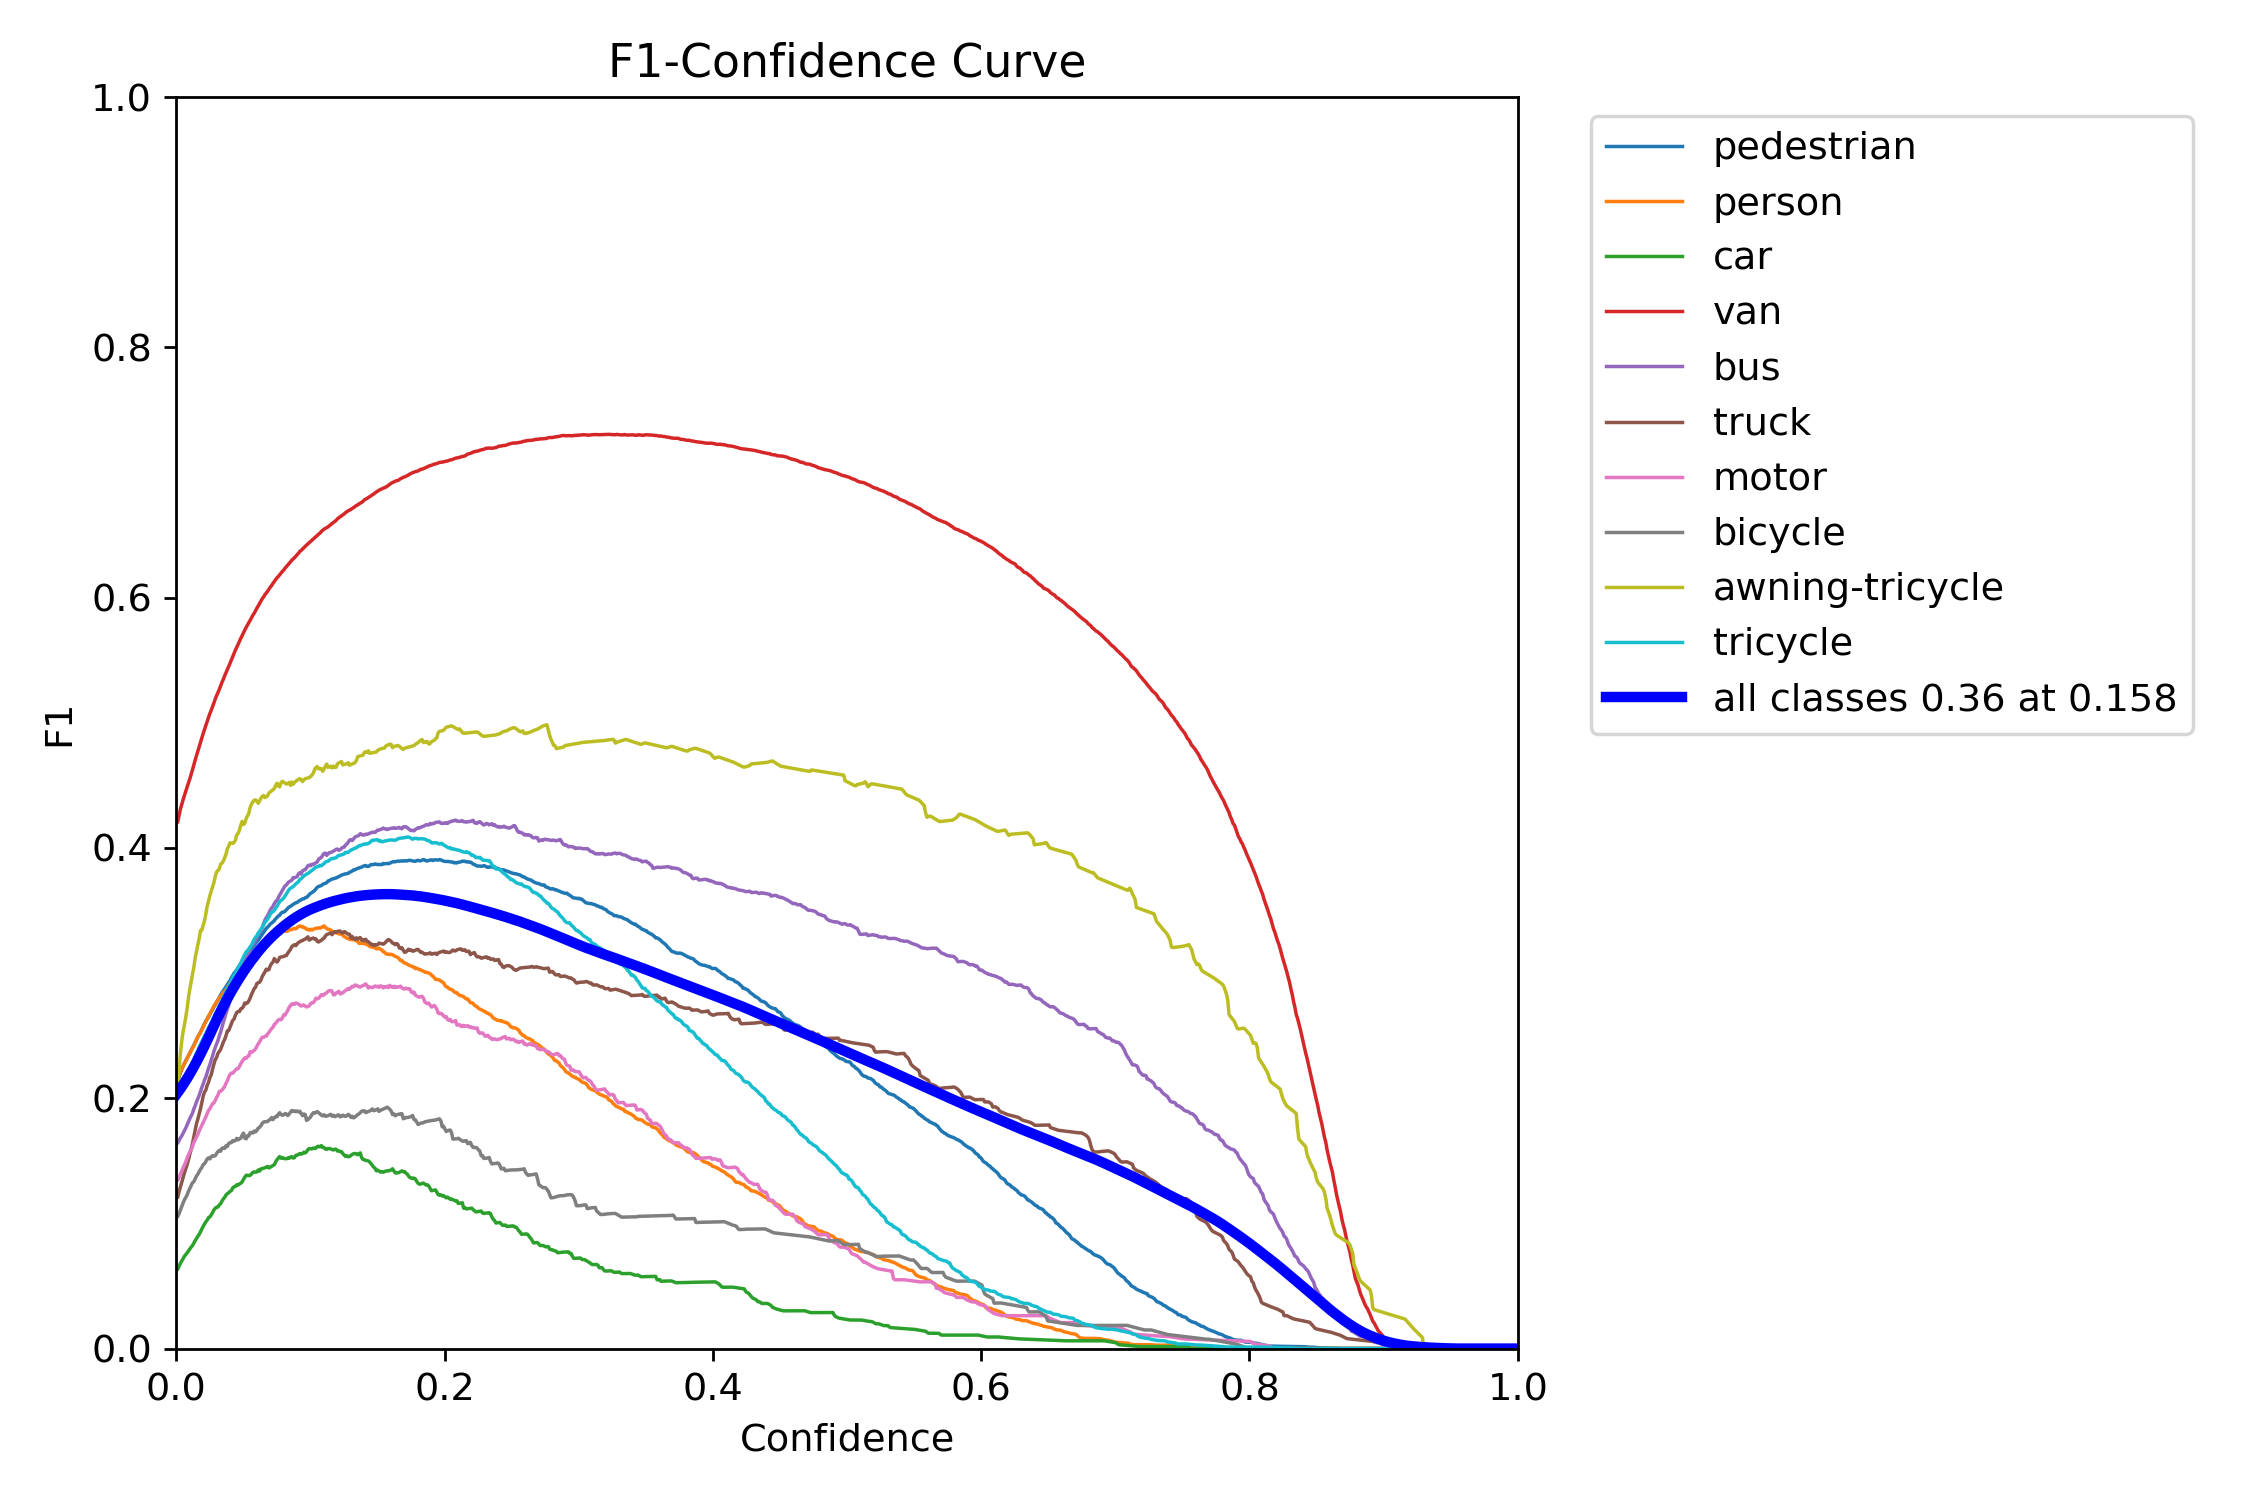 F1-Confidence Curve
1.0
0.8
0.6
0.4
0.2
0.0
F1
0.0 0.2 0.4 0.6 0.8 1.0
Confidence
pedestrian
person
car
van
bus
truck
motor
bicycle
awning-tricycle
tricycle
all classes 0.36 at 0.158